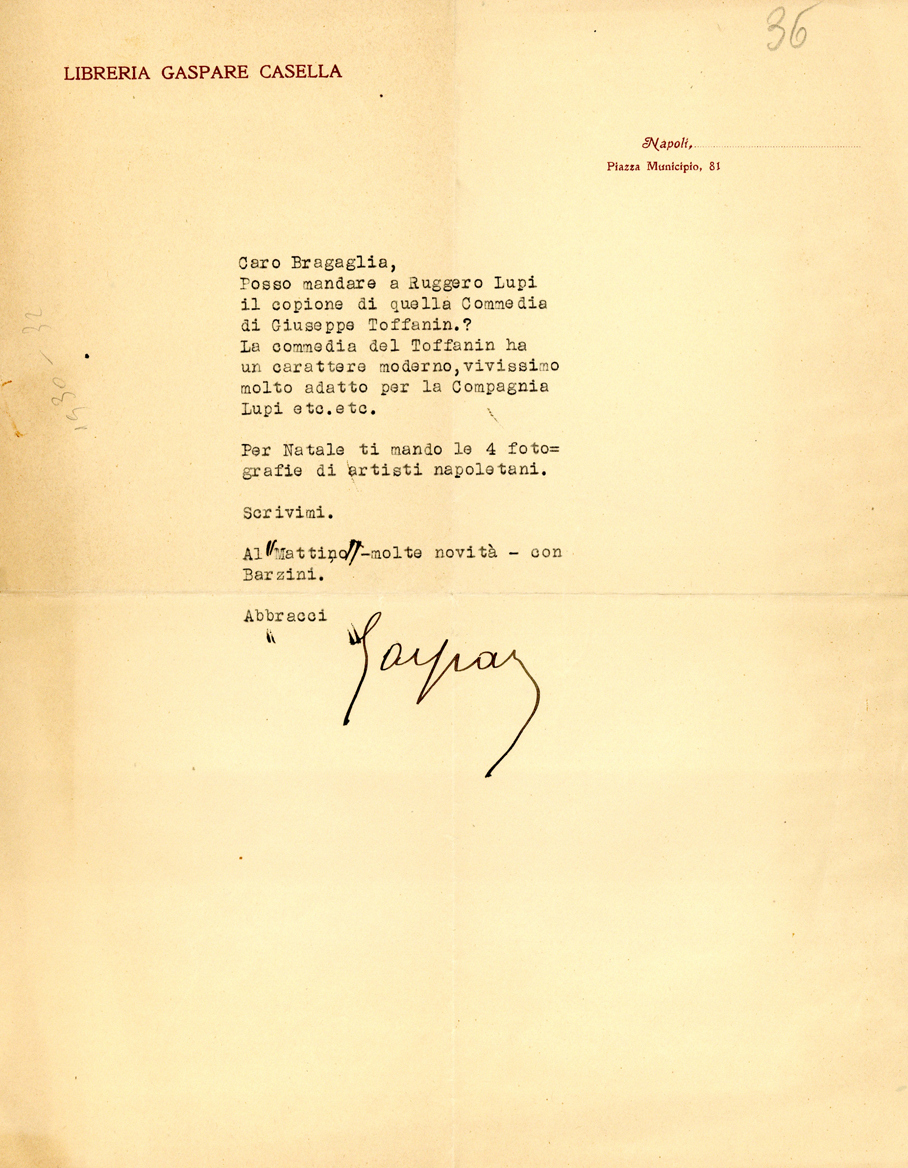 36
LIBRERIA GASPARE CASELLA
Napoli,
Piazza Municipio, 81
1930/32
Caro Bragaglia,
Posso mandare a Ruggero Lupi
il copione di quella Commedia
di Giuseppe Toffanin.?
La commedia del Toffanin ha
un carattere moderno,vivissimo
molto adatto per la Compagnia
Lupi etc.etc.
Per Natale ti mando le 4 foto=
grafie di artisti napoletani.
Scrivimi.
Al "Mattino"-molte novità - con
Barzini.
Abbracci
Gaspar